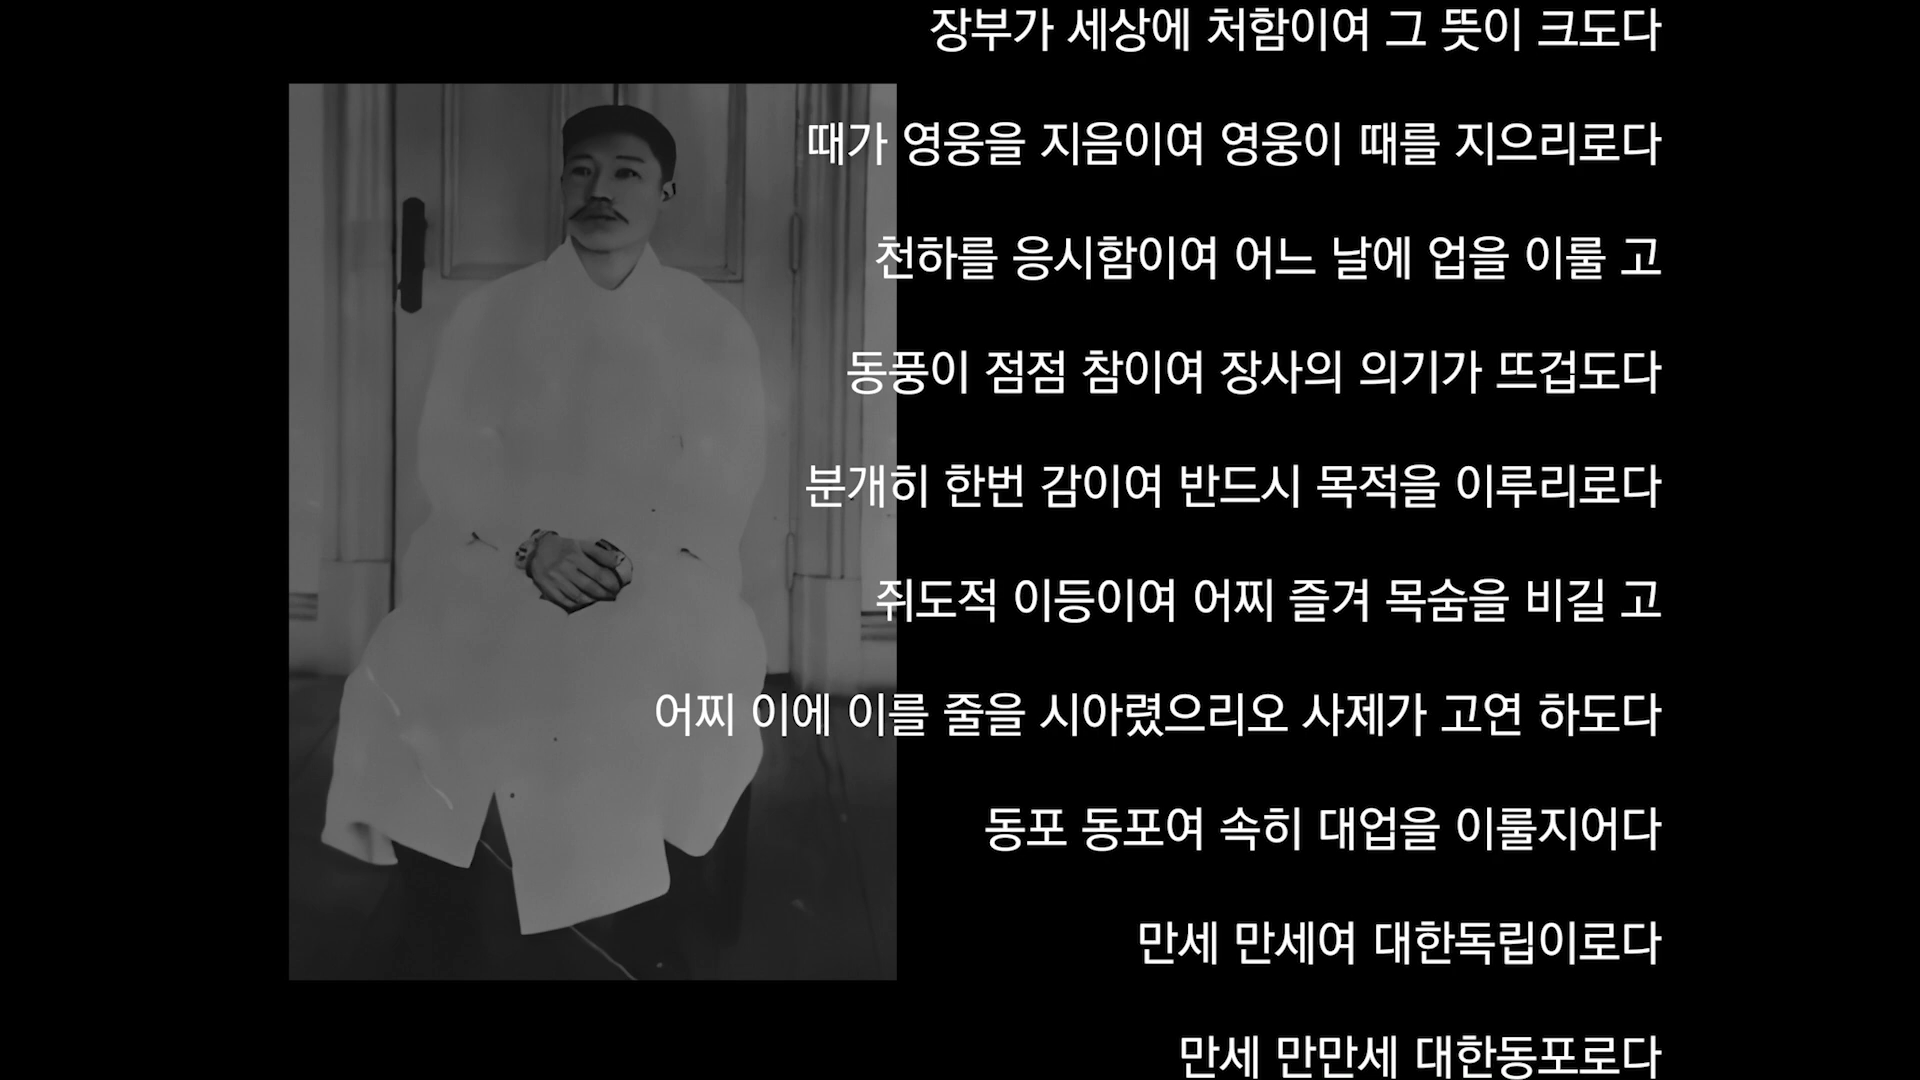 장부가 세상에 처함이여 그 뜻이 크도다
때가 영웅을 지음이여 영웅이 때를 지으리로다
천하를 응시함이여 어느 날에 업을 이룰 고
동풍이 점점 참이여 장사의 의기가 뜨겁도다
분개히 한번 감이여 반드시 목적을 이루리로다
쥐도적 이등이여 어찌 즐겨 목숨을 비길 고
어찌 이에 이를 줄을 시아렸으리오 사제가 고연 하도다
동포 동포여 속히 대업을 이룰지어다
만세 만세여 대한독립이로다
만세 만만세 대한동포로다